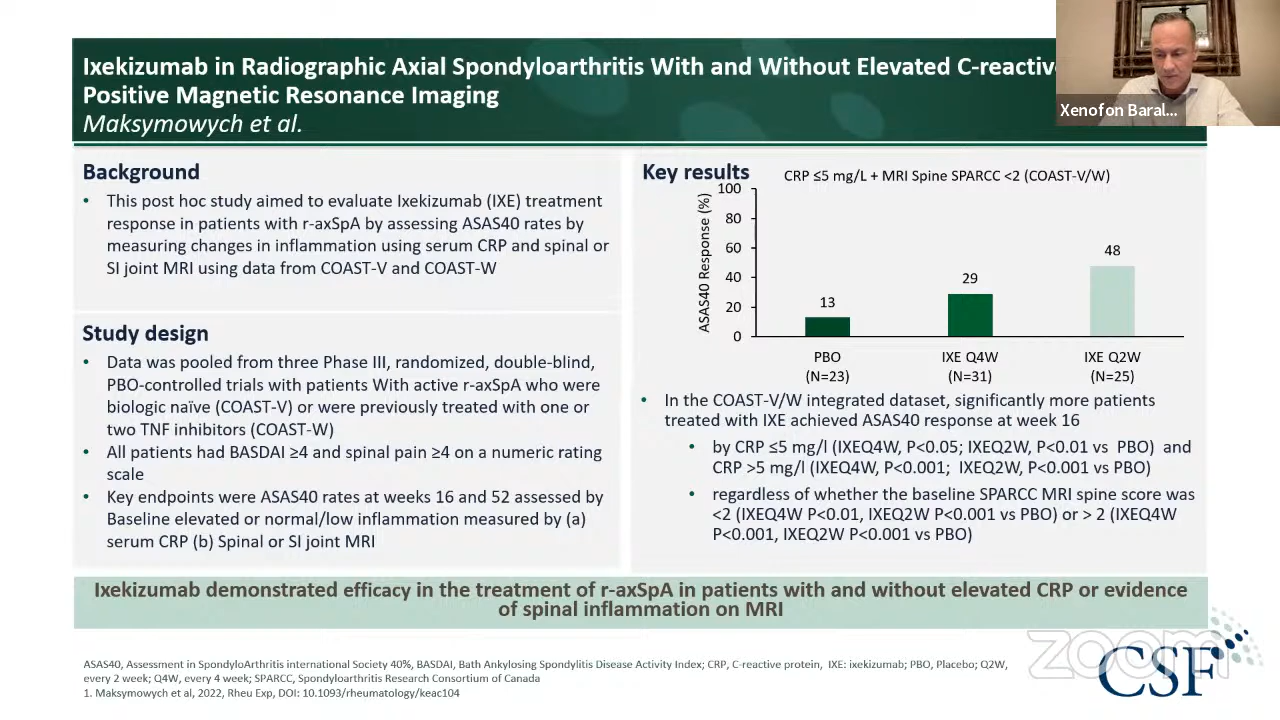 Ixekizumab in Radiographic Axial Spondyloarthritis With and Without Elevated C-reactive
Positive Magnetic Resonance Imaging
Maksymowych et al.
Xenofon Baral...
Background
• This post hoc study aimed to evaluate Ixekizumab (IXE) treatment
response in patients with r-axSpA by assessing ASAS40 rates by
measuring changes in inflammation using serum CRP and spinal or
SI joint MRI using data from COAST-V and COAST-W
Study design
• Data was pooled from three Phase III, randomized, double-blind,
PBO-controlled trials with patients With active r-axSpA who were
biologic naïve (COAST-V) or were previously treated with one or
two TNF inhibitors (COAST-W)
• All patients had BASDAI ≥4 and spinal pain ≥4 on a numeric rating
scale
• Key endpoints were ASAS40 rates at weeks 16 and 52 assessed by
Baseline elevated or normal/low inflammation measured by (a)
serum CRP (b) Spinal or SI joint MRI
Key results
CRP ≤5 mg/L + MRI Spine SPARCC <2 (COAST-V/W)
ASAS40 Response (%)
100
80
60
40
20
0
13
29
48
PBO
(N=23)
IXE Q4W
(N=31)
IXE Q2W
(N=25)
• In the COAST-V/W integrated dataset, significantly more patients
treated with IXE achieved ASAS40 response at week 16
• by CRP ≤5 mg/l (IXEQ4W, P<0.05; IXEQ2W, P<0.01 vs PBO) and
CRP >5 mg/l (IXEQ4W, P<0.001; IXEQ2W, P<0.001 vs PBO)
• regardless of whether the baseline SPARCC MRI spine score was
<2 (IXEQ4W P<0.01, IXEQ2W P<0.001 vs PBO) or > 2 (IXEQ4W
P<0.001, IXEQ2W P<0.001 vs PBO)
Ixekizumab demonstrated efficacy in the treatment of r-axSpA in patients with and without elevated CRP or evidence
of spinal inflammation on MRI
ASAS40, Assessment in SpondyloArthritis international Society 40%, BASDAI, Bath Ankylosing Spondylitis Disease Activity Index; CRP, C-reactive protein, IXE: ixekizumab; PBO, Placebo; Q2W,
every 2 week; Q4W, every 4 week; SPARCC, Spondyloarthritis Research Consortium of Canada
1. Maksymowych et al, 2022, Rheu Exp, DOI: 10.1093/rheumatology/keac104
zoom
CSF